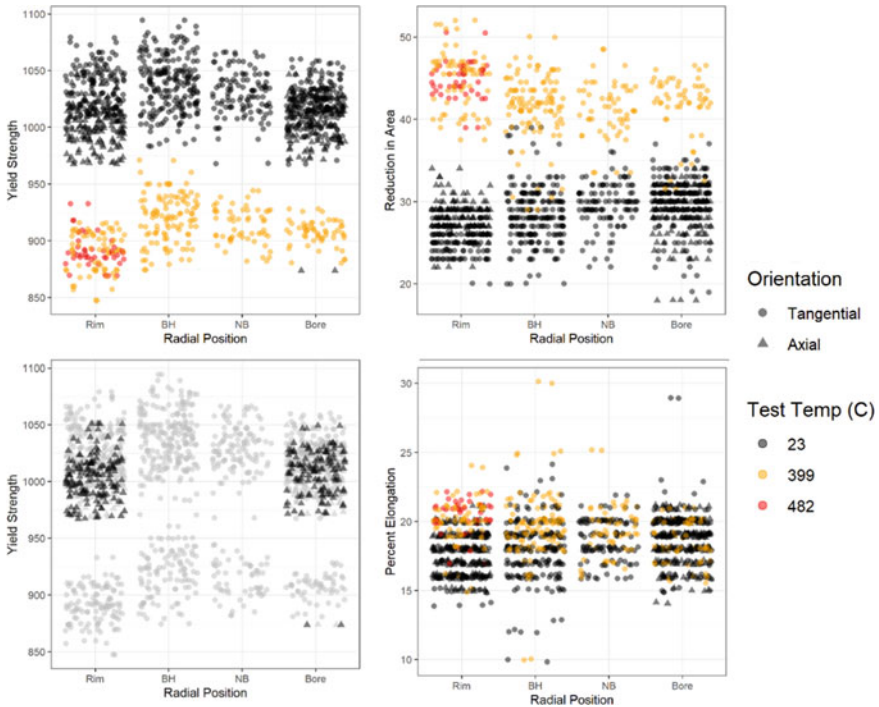 1100
1050
1000
950
900
850
Yield Strength
Rim BH NB Bore
Radial Position
50
40
30
20
Reduction in Area
Rim BH NB Bore
Radial Position
1100
1050
1000
950
900
850
Yield Strength
Rim BH NB Bore
Radial Position
30
25
20
15
10
Percent Elongation
Rim BH NB Bore
Radial Position
Orientation
Tangential
Axial
Test Temp (C)
23
399
482